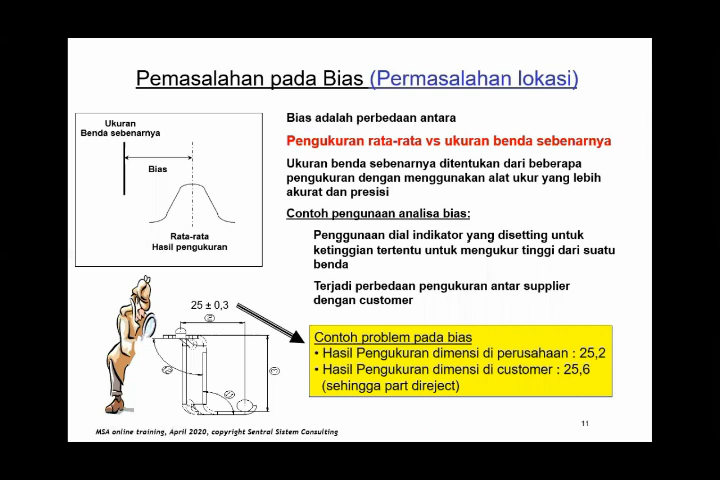 Pemasalahan pada Bias (Permasalahan lokasi)
Ukuran
Benda sebenarnya
Bias
Rata-rata
Hasil pengukuran
Bias adalah perbedaan antara
Pengukuran rata-rata vs ukuran benda sebenarnya
Ukuran benda sebenarnya ditentukan dari beberapa
pengukuran dengan menggunakan alat ukur yang lebih
akurat dan presisi
Contoh pengunaan analisa bias:
Penggunaan dial indikator yang disetting untuk
ketinggian tertentu untuk mengukur tinggi dari suatu
benda
Terjadi perbedaan pengukuran antar supplier
dengan customer
25 ± 0,3
Contoh problem pada bias
• Hasil Pengukuran dimensi di perusahaan : 25,2
• Hasil Pengukuran dimensi di customer : 25,6
(sehingga part direject)
11
MSA online training, April 2020, copyright Sentral Sistem Consulting